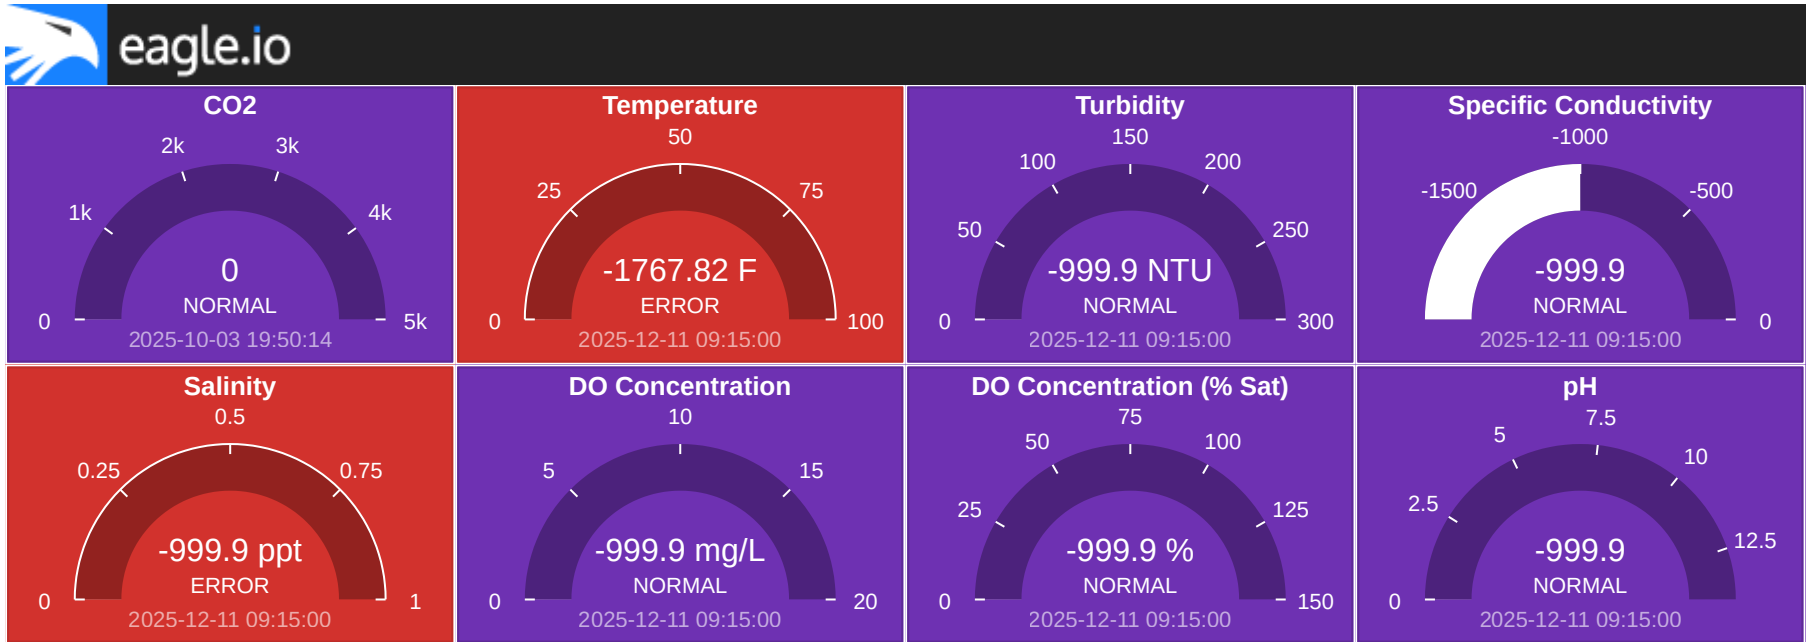 eagle.io
CO2
0
1k
2k
3k
4k
5k
0
NORMAL
2025-10-03 19:50:14
Temperature
0
25
50
75
100
-1767.82 F
ERROR
2025-12-11 09:15:00
Turbidity
0
50
100
150
200
250
300
-999.9 NTU
NORMAL
2025-12-11 09:15:00
Specific Conductivity
-1500
-1000
-500
0
-999.9
NORMAL
2025-12-11 09:15:00
Salinity
0
0.25
0.5
0.75
1
-999.9 ppt
ERROR
2025-12-11 09:15:00
DO Concentration
0
5
10
15
20
-999.9 mg/L
NORMAL
2025-12-11 09:15:00
DO Concentration (% Sat)
0
25
50
75
100
125
150
-999.9 %
NORMAL
2025-12-11 09:15:00
pH
0
2.5
5
7.5
10
12.5
-999.9
NORMAL
2025-12-11 09:15:00